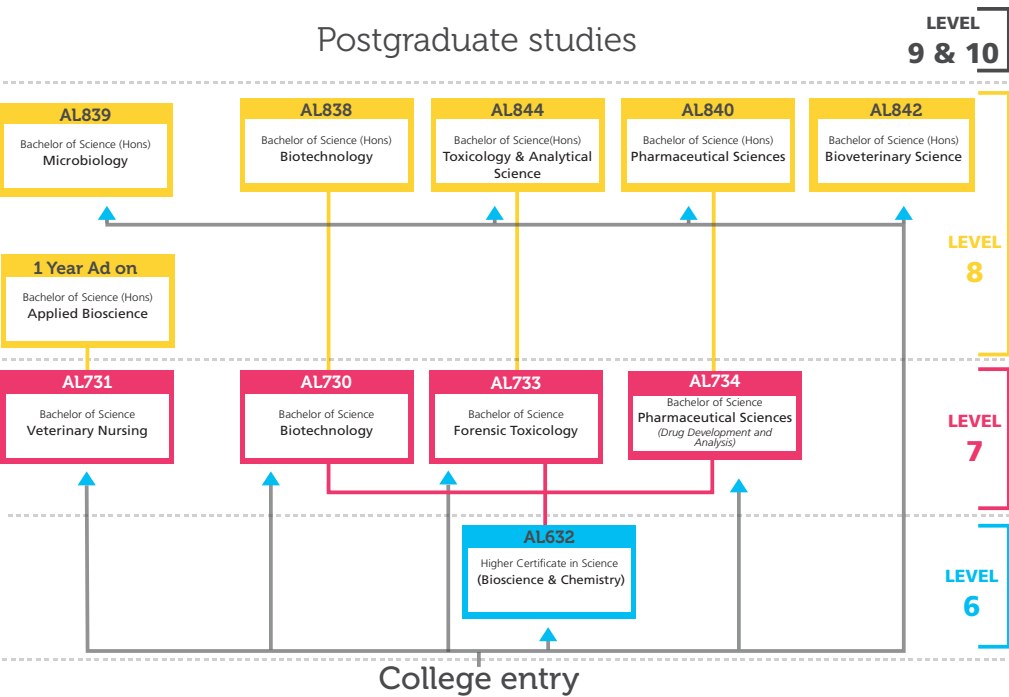 Postgraduate studies
LEVEL
9 & 10
AL839
Bachelor of Science (Hons)
Microbiology
AL838
Bachelor of Science (Hons)
Biotechnology
AL844
Bachelor of Science(Hons)
Toxicology & Analytical
Science
AL840
Bachelor of Science (Hons)
Pharmaceutical Sciences
AL842
Bachelor of Science (Hons)
Bioveterinary Science
1 Year Ad on
Bachelor of Science (Hons)
Applied Bioscience
LEVEL
8
AL731
Bachelor of Science
Veterinary Nursing
AL730
Bachelor of Science
Biotechnology
AL733
Bachelor of Science
Forensic Toxicology
AL734
Bachelor of Science
Pharmaceutical Sciences
(Drug Development and
Analysis)
LEVEL
7
AL632
Higher Certificate in Science
(Bioscience & Chemistry)
LEVEL
6
College entry